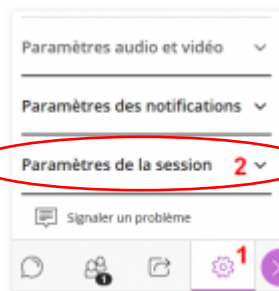 Paramètres audio et vidéo
Paramètres des notifications
Paramètres de la session 2
Signaler un problème
1
1